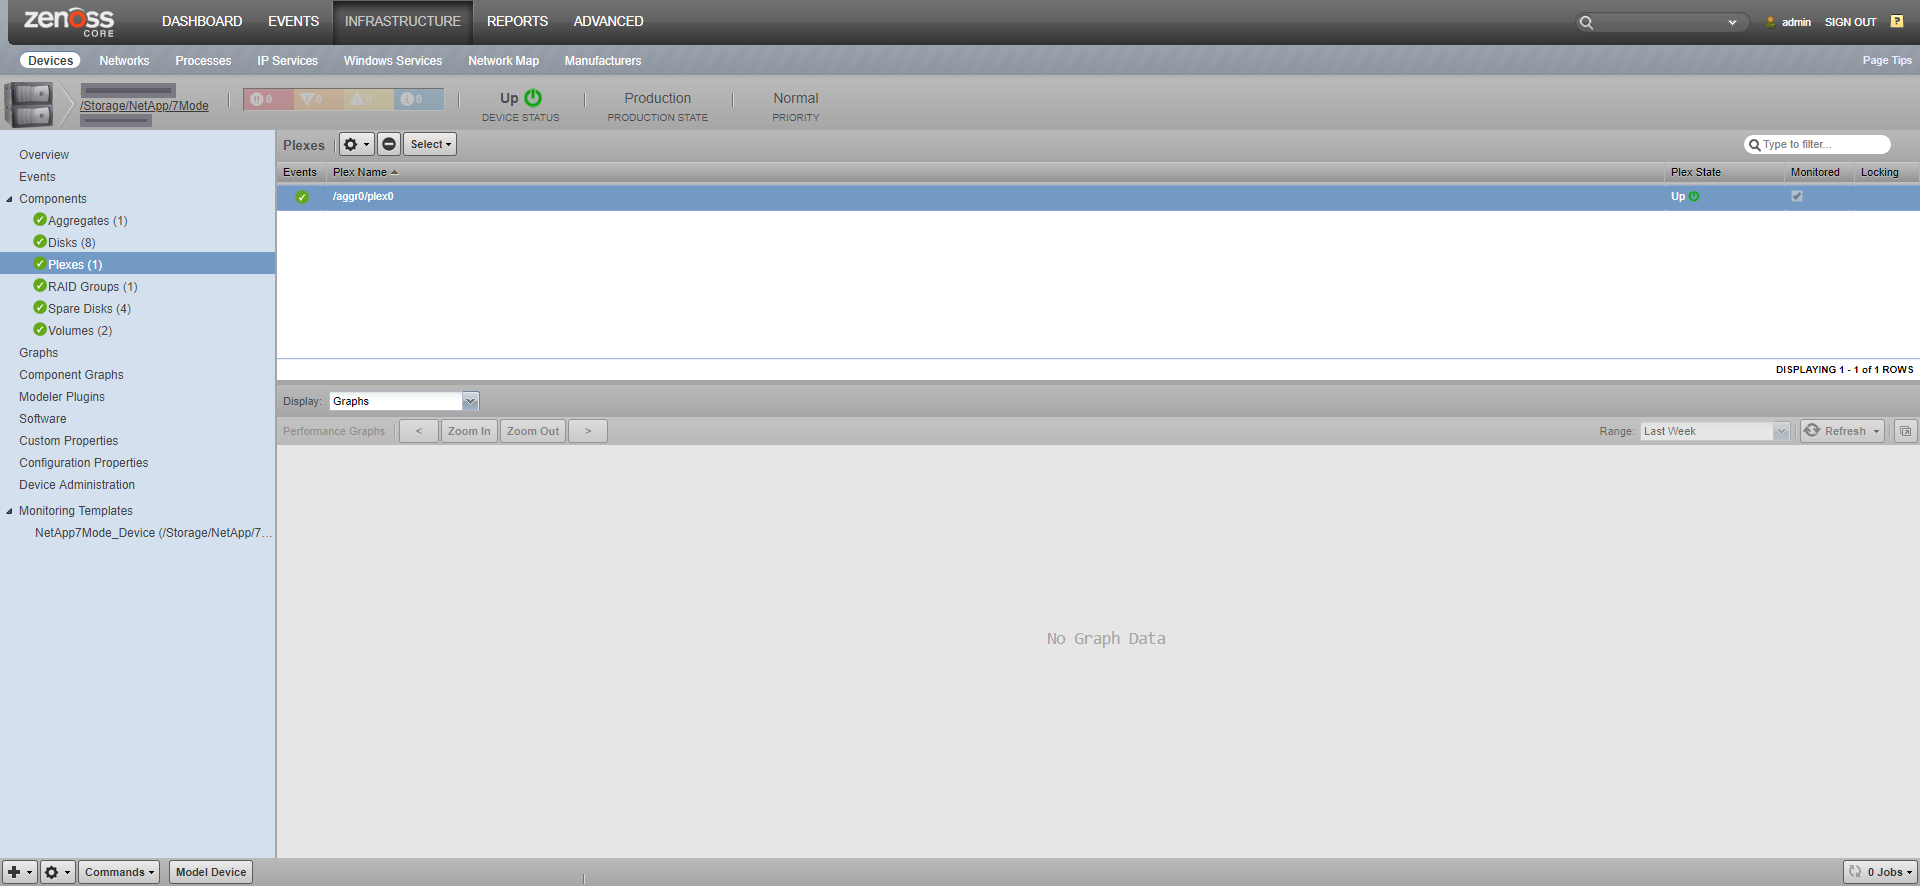 zenoss
CORE
DASHBOARD EVENTS INFRASTRUCTURE REPORTS ADVANCED
admin SIGN OUT ?
Devices Networks Processes IP Services Windows Services Network Map Manufacturers Page Tips
/Storage/NetApp/7Mode
0 0 0 0
Up Production Normal
DEVICE STATUS PRODUCTION STATE PRIORITY
Overview
Events
Components
Aggregates (1)
Disks (8)
Plexes (1)
RAID Groups (1)
Spare Disks (4)
Volumes (2)
Graphs
Component Graphs
Modeler Plugins
Software
Custom Properties
Configuration Properties
Device Administration
Monitoring Templates
NetApp7Mode_Device (/Storage/NetApp/7...
Plexes Select Type to filter...
Events Plex Name Plex State Monitored Locking
/aggr0/plex0 Up
DISPLAYING 1 - 1 of 1 ROWS
Display: Graphs
Performance Graphs < Zoom In Zoom Out > Range: Last Week Refresh
No Graph Data
Commands Model Device 0 Jobs